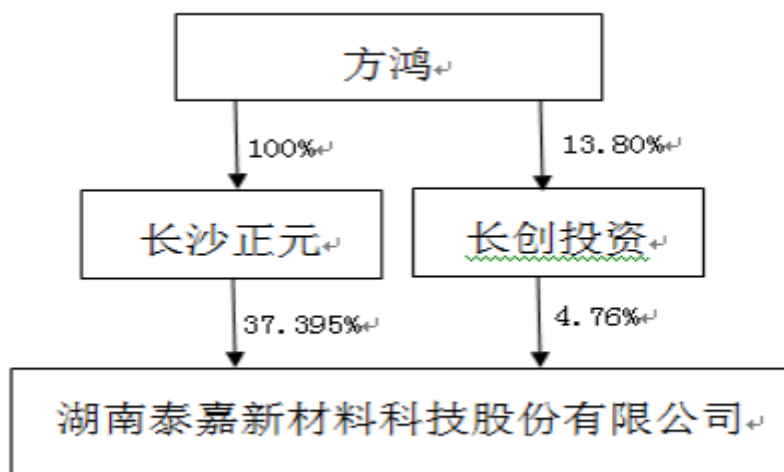 方鸿
100%
13.80%
长沙正元
长创投资
37.395%
4.76%
湖南泰嘉新材料科技股份有限公司